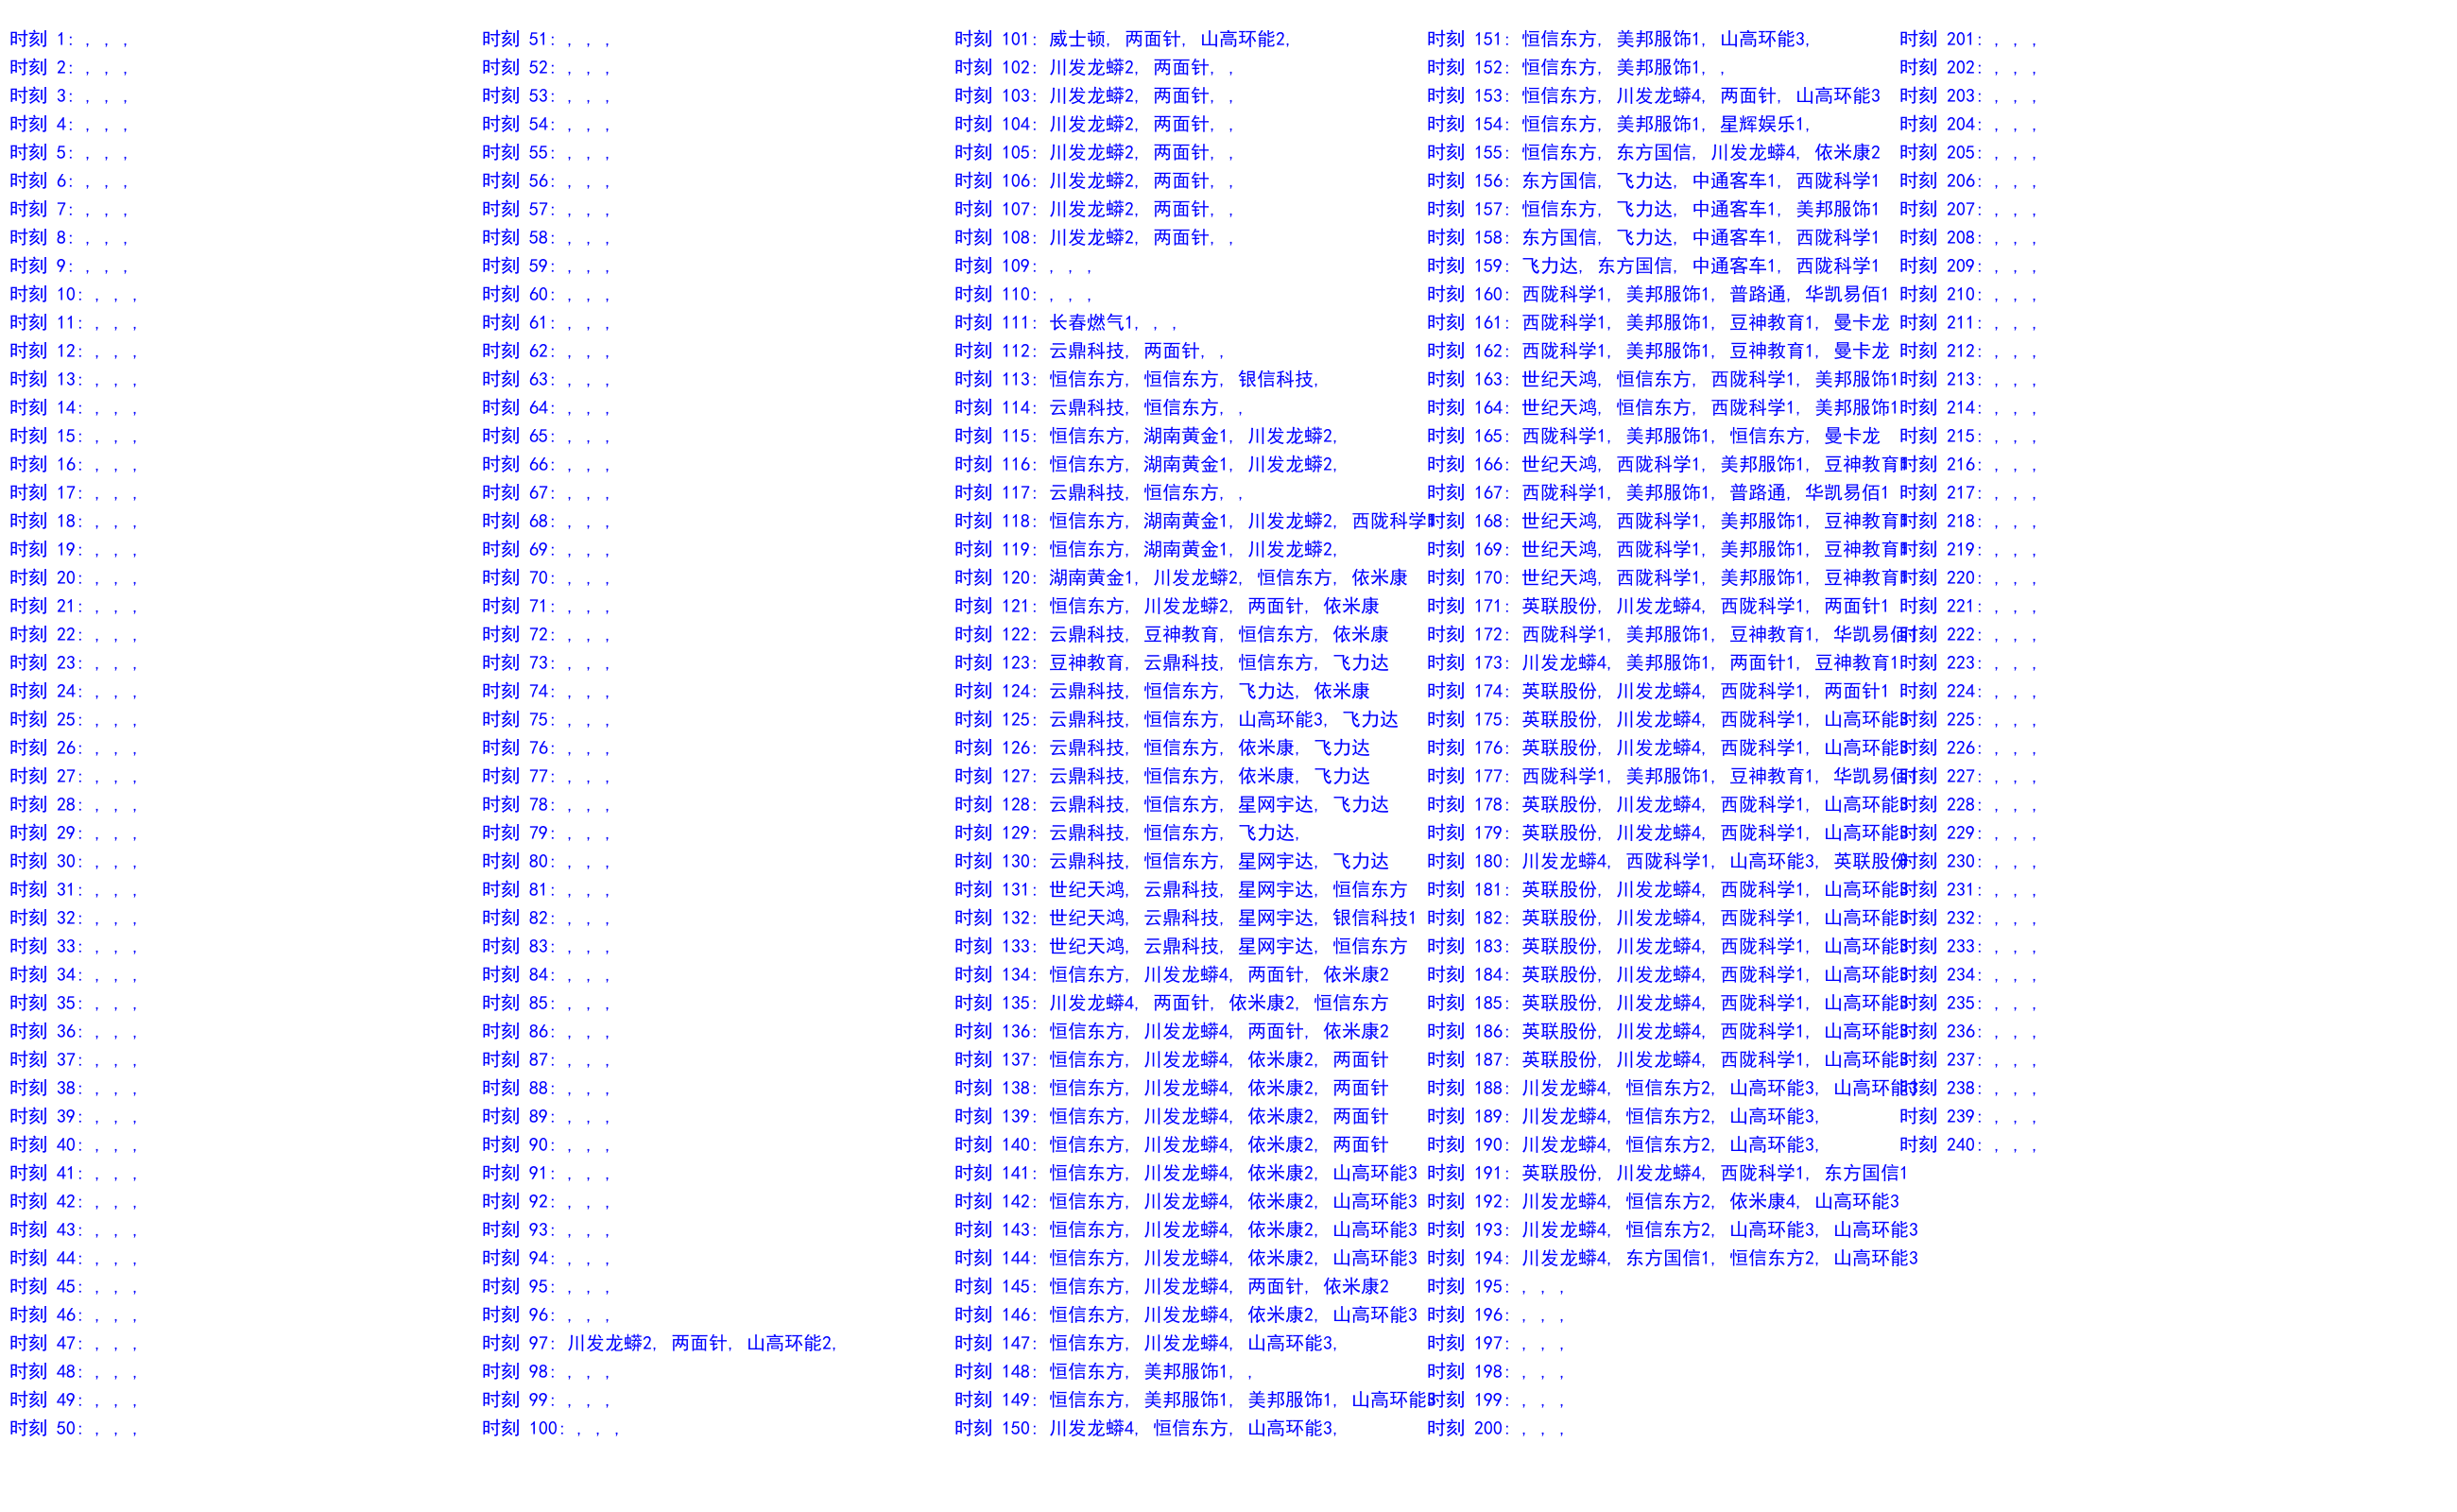 时刻 1: , , ,
时刻 2: , , ,
时刻 3: , , ,
时刻 4: , , ,
时刻 5: , , ,
时刻 6: , , ,
时刻 7: , , ,
时刻 8: , , ,
时刻 9: , , ,
时刻 10: , , ,
时刻 11: , , ,
时刻 12: , , ,
时刻 13: , , ,
时刻 14: , , ,
时刻 15: , , ,
时刻 16: , , ,
时刻 17: , , ,
时刻 18: , , ,
时刻 19: , , ,
时刻 20: , , ,
时刻 21: , , ,
时刻 22: , , ,
时刻 23: , , ,
时刻 24: , , ,
时刻 25: , , ,
时刻 26: , , ,
时刻 27: , , ,
时刻 28: , , ,
时刻 29: , , ,
时刻 30: , , ,
时刻 31: , , ,
时刻 32: , , ,
时刻 33: , , ,
时刻 34: , , ,
时刻 35: , , ,
时刻 36: , , ,
时刻 37: , , ,
时刻 38: , , ,
时刻 39: , , ,
时刻 40: , , ,
时刻 41: , , ,
时刻 42: , , ,
时刻 43: , , ,
时刻 44: , , ,
时刻 45: , , ,
时刻 46: , , ,
时刻 47: , , ,
时刻 48: , , ,
时刻 49: , , ,
时刻 50: , , ,
时刻 51: , , ,
时刻 52: , , ,
时刻 53: , , ,
时刻 54: , , ,
时刻 55: , , ,
时刻 56: , , ,
时刻 57: , , ,
时刻 58: , , ,
时刻 59: , , ,
时刻 60: , , ,
时刻 61: , , ,
时刻 62: , , ,
时刻 63: , , ,
时刻 64: , , ,
时刻 65: , , ,
时刻 66: , , ,
时刻 67: , , ,
时刻 68: , , ,
时刻 69: , , ,
时刻 70: , , ,
时刻 71: , , ,
时刻 72: , , ,
时刻 73: , , ,
时刻 74: , , ,
时刻 75: , , ,
时刻 76: , , ,
时刻 77: , , ,
时刻 78: , , ,
时刻 79: , , ,
时刻 80: , , ,
时刻 81: , , ,
时刻 82: , , ,
时刻 83: , , ,
时刻 84: , , ,
时刻 85: , , ,
时刻 86: , , ,
时刻 87: , , ,
时刻 88: , , ,
时刻 89: , , ,
时刻 90: , , ,
时刻 91: , , ,
时刻 92: , , ,
时刻 93: , , ,
时刻 94: , , ,
时刻 95: , , ,
时刻 96: , , ,
时刻 97: 川发龙蟒2, 两面针, 山高环能2,
时刻 98: , , ,
时刻 99: , , ,
时刻 100: , , ,
时刻 101: 威士顿, 两面针, 山高环能2,
时刻 102: 川发龙蟒2, 两面针, ,
时刻 103: 川发龙蟒2, 两面针, ,
时刻 104: 川发龙蟒2, 两面针, ,
时刻 105: 川发龙蟒2, 两面针, ,
时刻 106: 川发龙蟒2, 两面针, ,
时刻 107: 川发龙蟒2, 两面针, ,
时刻 108: 川发龙蟒2, 两面针, ,
时刻 109: , , ,
时刻 110: , , ,
时刻 111: 长春燃气1, , ,
时刻 112: 云鼎科技, 两面针, ,
时刻 113: 恒信东方, 恒信东方, 银信科技,
时刻 114: 云鼎科技, 恒信东方, ,
时刻 115: 恒信东方, 湖南黄金1, 川发龙蟒2,
时刻 116: 恒信东方, 湖南黄金1, 川发龙蟒2,
时刻 117: 云鼎科技, 恒信东方, ,
时刻 118: 恒信东方, 湖南黄金1, 川发龙蟒2, 西陇科学
时刻 119: 恒信东方, 湖南黄金1, 川发龙蟒2,
时刻 120: 湖南黄金1, 川发龙蟒2, 恒信东方, 依米康
时刻 121: 恒信东方, 川发龙蟒2, 两面针, 依米康
时刻 122: 云鼎科技, 豆神教育, 恒信东方, 依米康
时刻 123: 豆神教育, 云鼎科技, 恒信东方, 飞力达
时刻 124: 云鼎科技, 恒信东方, 飞力达, 依米康
时刻 125: 云鼎科技, 恒信东方, 山高环能3, 飞力达
时刻 126: 云鼎科技, 恒信东方, 依米康, 飞力达
时刻 127: 云鼎科技, 恒信东方, 依米康, 飞力达
时刻 128: 云鼎科技, 恒信东方, 星网宇达, 飞力达
时刻 129: 云鼎科技, 恒信东方, 飞力达,
时刻 130: 云鼎科技, 恒信东方, 星网宇达, 飞力达
时刻 131: 世纪天鸿, 云鼎科技, 星网宇达, 恒信东方
时刻 132: 世纪天鸿, 云鼎科技, 星网宇达, 银信科技1
时刻 133: 世纪天鸿, 云鼎科技, 星网宇达, 恒信东方
时刻 134: 恒信东方, 川发龙蟒4, 两面针, 依米康2
时刻 135: 川发龙蟒4, 两面针, 依米康2, 恒信东方
时刻 136: 恒信东方, 川发龙蟒4, 两面针, 依米康2
时刻 137: 恒信东方, 川发龙蟒4, 依米康2, 两面针
时刻 138: 恒信东方, 川发龙蟒4, 依米康2, 两面针
时刻 139: 恒信东方, 川发龙蟒4, 依米康2, 两面针
时刻 140: 恒信东方, 川发龙蟒4, 依米康2, 两面针
时刻 141: 恒信东方, 川发龙蟒4, 依米康2, 山高环能3
时刻 142: 恒信东方, 川发龙蟒4, 依米康2, 山高环能3
时刻 143: 恒信东方, 川发龙蟒4, 依米康2, 山高环能3
时刻 144: 恒信东方, 川发龙蟒4, 依米康2, 山高环能3
时刻 145: 恒信东方, 川发龙蟒4, 两面针, 依米康2
时刻 146: 恒信东方, 川发龙蟒4, 依米康2, 山高环能3
时刻 147: 恒信东方, 川发龙蟒4, 山高环能3,
时刻 148: 恒信东方, 美邦服饰1, ,
时刻 149: 恒信东方, 美邦服饰1, 美邦服饰1, 山高环能3
时刻 150: 川发龙蟒4, 恒信东方, 山高环能3,
时刻 151: 恒信东方, 美邦服饰1, 山高环能3,
时刻 152: 恒信东方, 美邦服饰1, ,
时刻 153: 恒信东方, 川发龙蟒4, 两面针, 山高环能3
时刻 154: 恒信东方, 美邦服饰1, 星辉娱乐1,
时刻 155: 恒信东方, 东方国信, 川发龙蟒4, 依米康2
时刻 156: 东方国信, 飞力达, 中通客车1, 西陇科学1
时刻 157: 恒信东方, 飞力达, 中通客车1, 美邦服饰1
时刻 158: 东方国信, 飞力达, 中通客车1, 西陇科学1
时刻 159: 飞力达, 东方国信, 中通客车1, 西陇科学1
时刻 160: 西陇科学1, 美邦服饰1, 普路通, 华凯易佰1
时刻 161: 西陇科学1, 美邦服饰1, 豆神教育1, 曼卡龙
时刻 162: 西陇科学1, 美邦服饰1, 豆神教育1, 曼卡龙
时刻 163: 世纪天鸿, 恒信东方, 西陇科学1, 美邦服饰1
时刻 164: 世纪天鸿, 恒信东方, 西陇科学1, 美邦服饰1
时刻 165: 西陇科学1, 美邦服饰1, 恒信东方, 曼卡龙
时刻 166: 世纪天鸿, 西陇科学1, 美邦服饰1, 豆神教育
时刻 167: 西陇科学1, 美邦服饰1, 普路通, 华凯易佰1
时刻 168: 世纪天鸿, 西陇科学1, 美邦服饰1, 豆神教育
时刻 169: 世纪天鸿, 西陇科学1, 美邦服饰1, 豆神教育
时刻 170: 世纪天鸿, 西陇科学1, 美邦服饰1, 豆神教育
时刻 171: 英联股份, 川发龙蟒4, 西陇科学1, 两面针1
时刻 172: 西陇科学1, 美邦服饰1, 豆神教育1, 华凯易佰1
时刻 173: 川发龙蟒4, 美邦服饰1, 两面针1, 豆神教育1
时刻 174: 英联股份, 川发龙蟒4, 西陇科学1, 两面针1
时刻 175: 英联股份, 川发龙蟒4, 西陇科学1, 山高环能3
时刻 176: 英联股份, 川发龙蟒4, 西陇科学1, 山高环能3
时刻 177: 西陇科学1, 美邦服饰1, 豆神教育1, 华凯易佰1
时刻 178: 英联股份, 川发龙蟒4, 西陇科学1, 山高环能3
时刻 179: 英联股份, 川发龙蟒4, 西陇科学1, 山高环能3
时刻 180: 川发龙蟒4, 西陇科学1, 山高环能3, 英联股份
时刻 181: 英联股份, 川发龙蟒4, 西陇科学1, 山高环能3
时刻 182: 英联股份, 川发龙蟒4, 西陇科学1, 山高环能3
时刻 183: 英联股份, 川发龙蟒4, 西陇科学1, 山高环能3
时刻 184: 英联股份, 川发龙蟒4, 西陇科学1, 山高环能3
时刻 185: 英联股份, 川发龙蟒4, 西陇科学1, 山高环能3
时刻 186: 英联股份, 川发龙蟒4, 西陇科学1, 山高环能3
时刻 187: 英联股份, 川发龙蟒4, 西陇科学1, 山高环能3
时刻 188: 川发龙蟒4, 恒信东方2, 山高环能3, 山高环能3
时刻 189: 川发龙蟒4, 恒信东方2, 山高环能3,
时刻 190: 川发龙蟒4, 恒信东方2, 山高环能3,
时刻 191: 英联股份, 川发龙蟒4, 西陇科学1, 东方国信1
时刻 192: 川发龙蟒4, 恒信东方2, 依米康4, 山高环能3
时刻 193: 川发龙蟒4, 恒信东方2, 山高环能3, 山高环能3
时刻 194: 川发龙蟒4, 东方国信1, 恒信东方2, 山高环能3
时刻 195: , , ,
时刻 196: , , ,
时刻 197: , , ,
时刻 198: , , ,
时刻 199: , , ,
时刻 200: , , ,
时刻 201: , , ,
时刻 202: , , ,
时刻 203: , , ,
时刻 204: , , ,
时刻 205: , , ,
时刻 206: , , ,
时刻 207: , , ,
时刻 208: , , ,
时刻 209: , , ,
时刻 210: , , ,
时刻 211: , , ,
时刻 212: , , ,
时刻 213: , , ,
时刻 214: , , ,
时刻 215: , , ,
时刻 216: , , ,
时刻 217: , , ,
时刻 218: , , ,
时刻 219: , , ,
时刻 220: , , ,
时刻 221: , , ,
时刻 222: , , ,
时刻 223: , , ,
时刻 224: , , ,
时刻 225: , , ,
时刻 226: , , ,
时刻 227: , , ,
时刻 228: , , ,
时刻 229: , , ,
时刻 230: , , ,
时刻 231: , , ,
时刻 232: , , ,
时刻 233: , , ,
时刻 234: , , ,
时刻 235: , , ,
时刻 236: , , ,
时刻 237: , , ,
时刻 238: , , ,
时刻 239: , , ,
时刻 240: , , ,